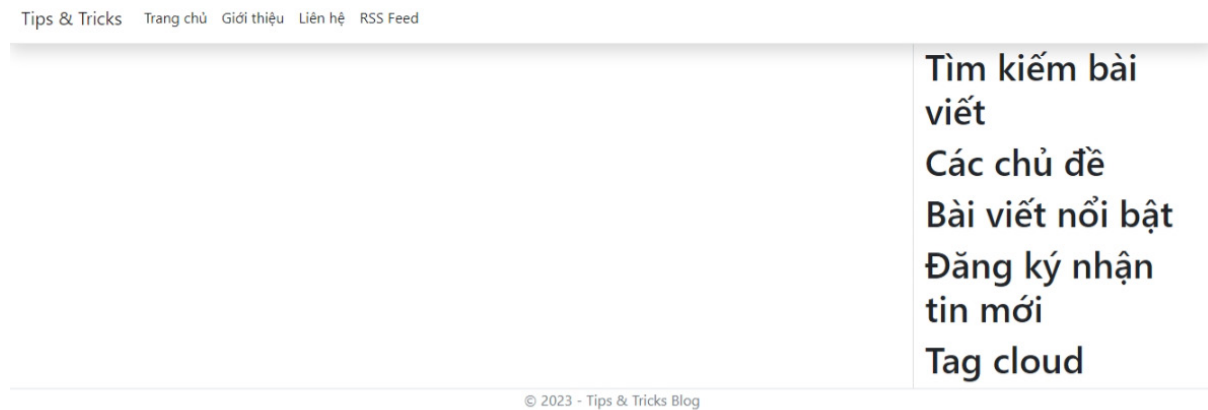 Tips & Tricks Trang chủ Giới thiệu Liên hệ RSS Feed
Tìm kiếm bài
viết
Các chủ đề
Bài viết nổi bật
Đăng ký nhận
tin mới
Tag cloud
© 2023 - Tips & Tricks Blog